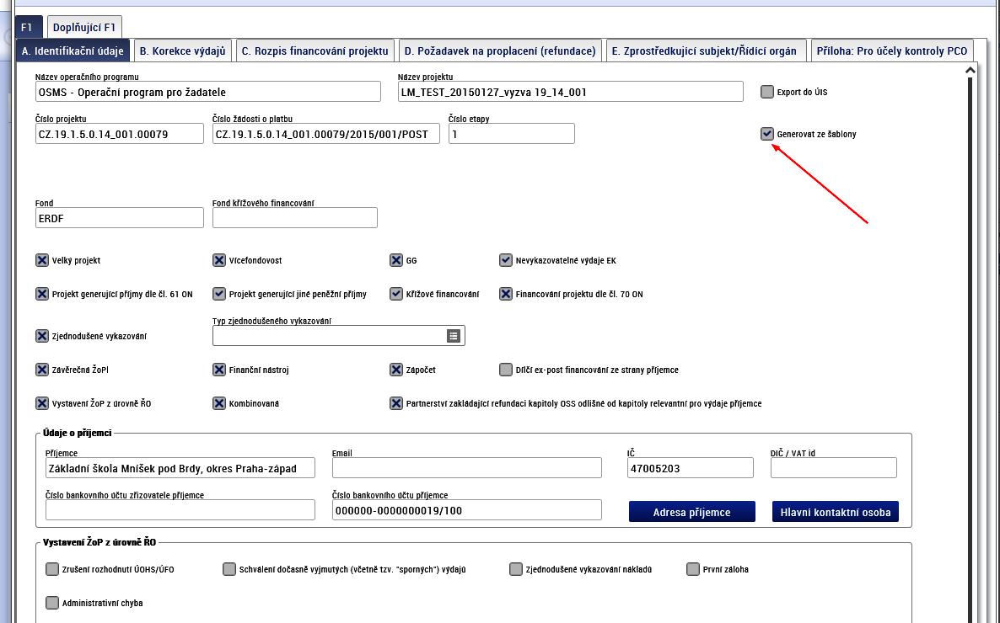 F1 Doplňující F1
A. Identifikační údaje B. Korekce výdajů C. Rozpis financování projektu D. Požadavek na proplacení (refundace) E. Zprostředkující subjekt/Řídící orgán Příloha: Pro účely kontroly PCO
Název operačního programu Název projektu
OSMS - Operační program pro žadatele LM_TEST_20150127_vyzva 19_14_001 Export do ÚIS
Číslo projektu Číslo žádosti o platbu Číslo etapy
CZ.19.1.5.0.14_001.00079 CZ.19.1.5.0.14_001.00079/2015/001/POST 1 Generovat ze šablony
Fond Fond křížového financování
ERDF
Velký projekt Vícefondovost GG Nevykazovatelné výdaje EK
Projekt generující příjmy dle čl. 61 ON Projekt generující jiné peněžní příjmy Křížové financování Financování projektu dle čl. 70 ON
Typ zjednodušeného vykazování
Zjednodušené vykazování
Závěrečná ŽoPl Finanční nástroj Zápočet Dílčí ex-post financování ze strany příjemce
Vystavení ŽoP z úrovně ŘO Kombinovaná Partnerství zakládající refundaci kapitoly OSS odlišné od kapitoly relevantní pro výdaje příjemce
Údaje o příjemci
Příjemce Email IČ DIČ / VAT id
Základní škola Mníšek pod Brdy, okres Praha-západ 47005203
Číslo bankovního účtu zřizovatele příjemce Číslo bankovního účtu příjemce
000000-0000000019/100 Adresa příjemce Hlavní kontaktní osoba
Vystavení ŽoP z úrovně ŘO
Zrušení rozhodnutí ÚOHS/ÚFO Schválení dočasně vyjmutých (včetně tzv. "sporných") výdajů Zjednodušené vykazování nákladů První záloha
Administrativní chyba